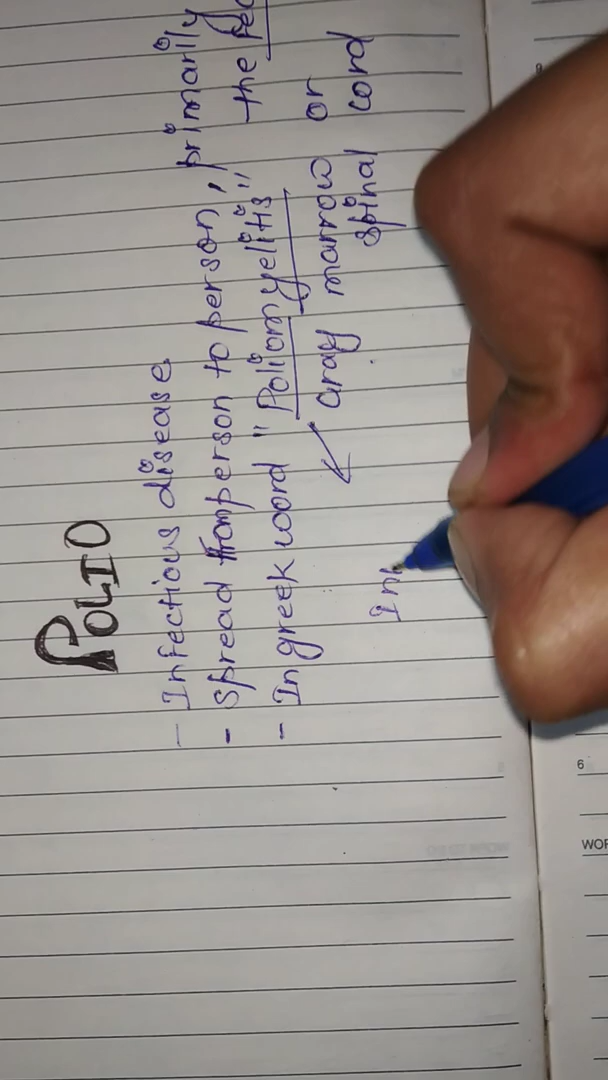 POLIO
- Infectious disease
- Spread from person to person, primarily the
- In greek word "Poliomyelitis"
Gray marrow or
spinal cord
In
6